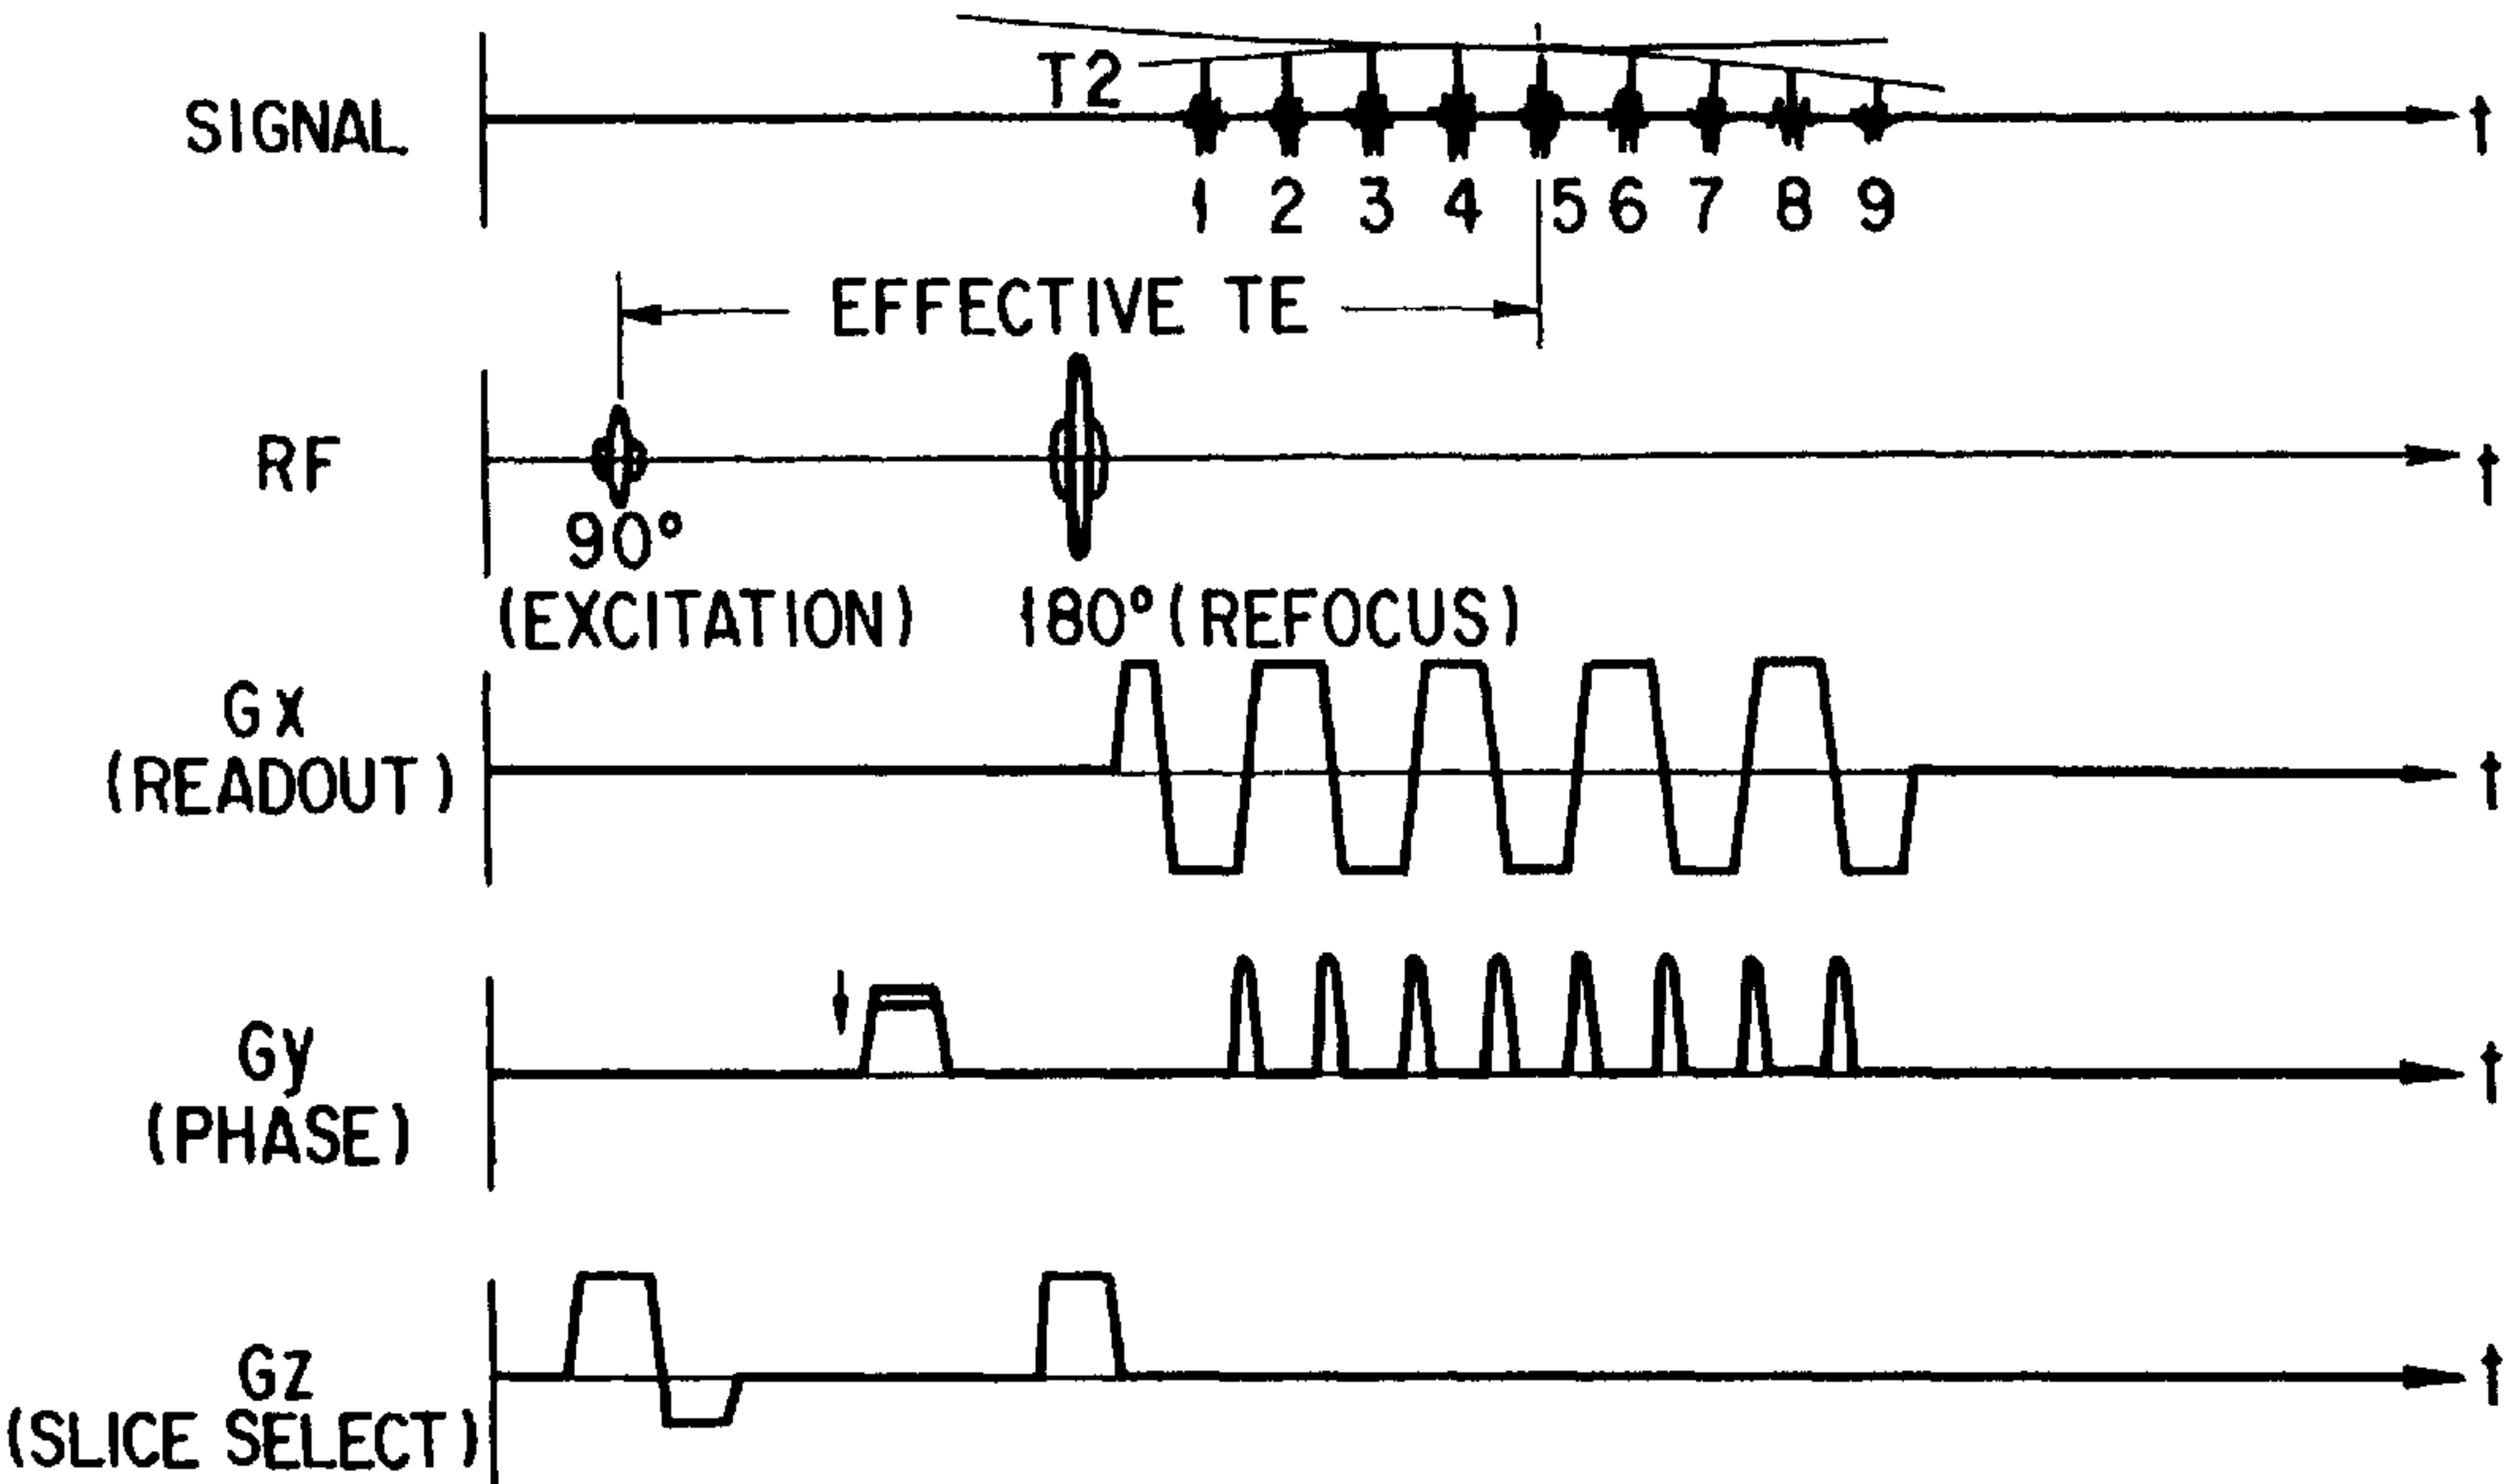 T2
SIGNAL
t
1 2 3 4 5 6 7 8 9
EFFECTIVE TE
RF
t
90°
(EXCITATION) 180° (REFOCUS)
Gx
(READOUT)
t
Gy
(PHASE)
t
Gz
(SLICE SELECT)
t